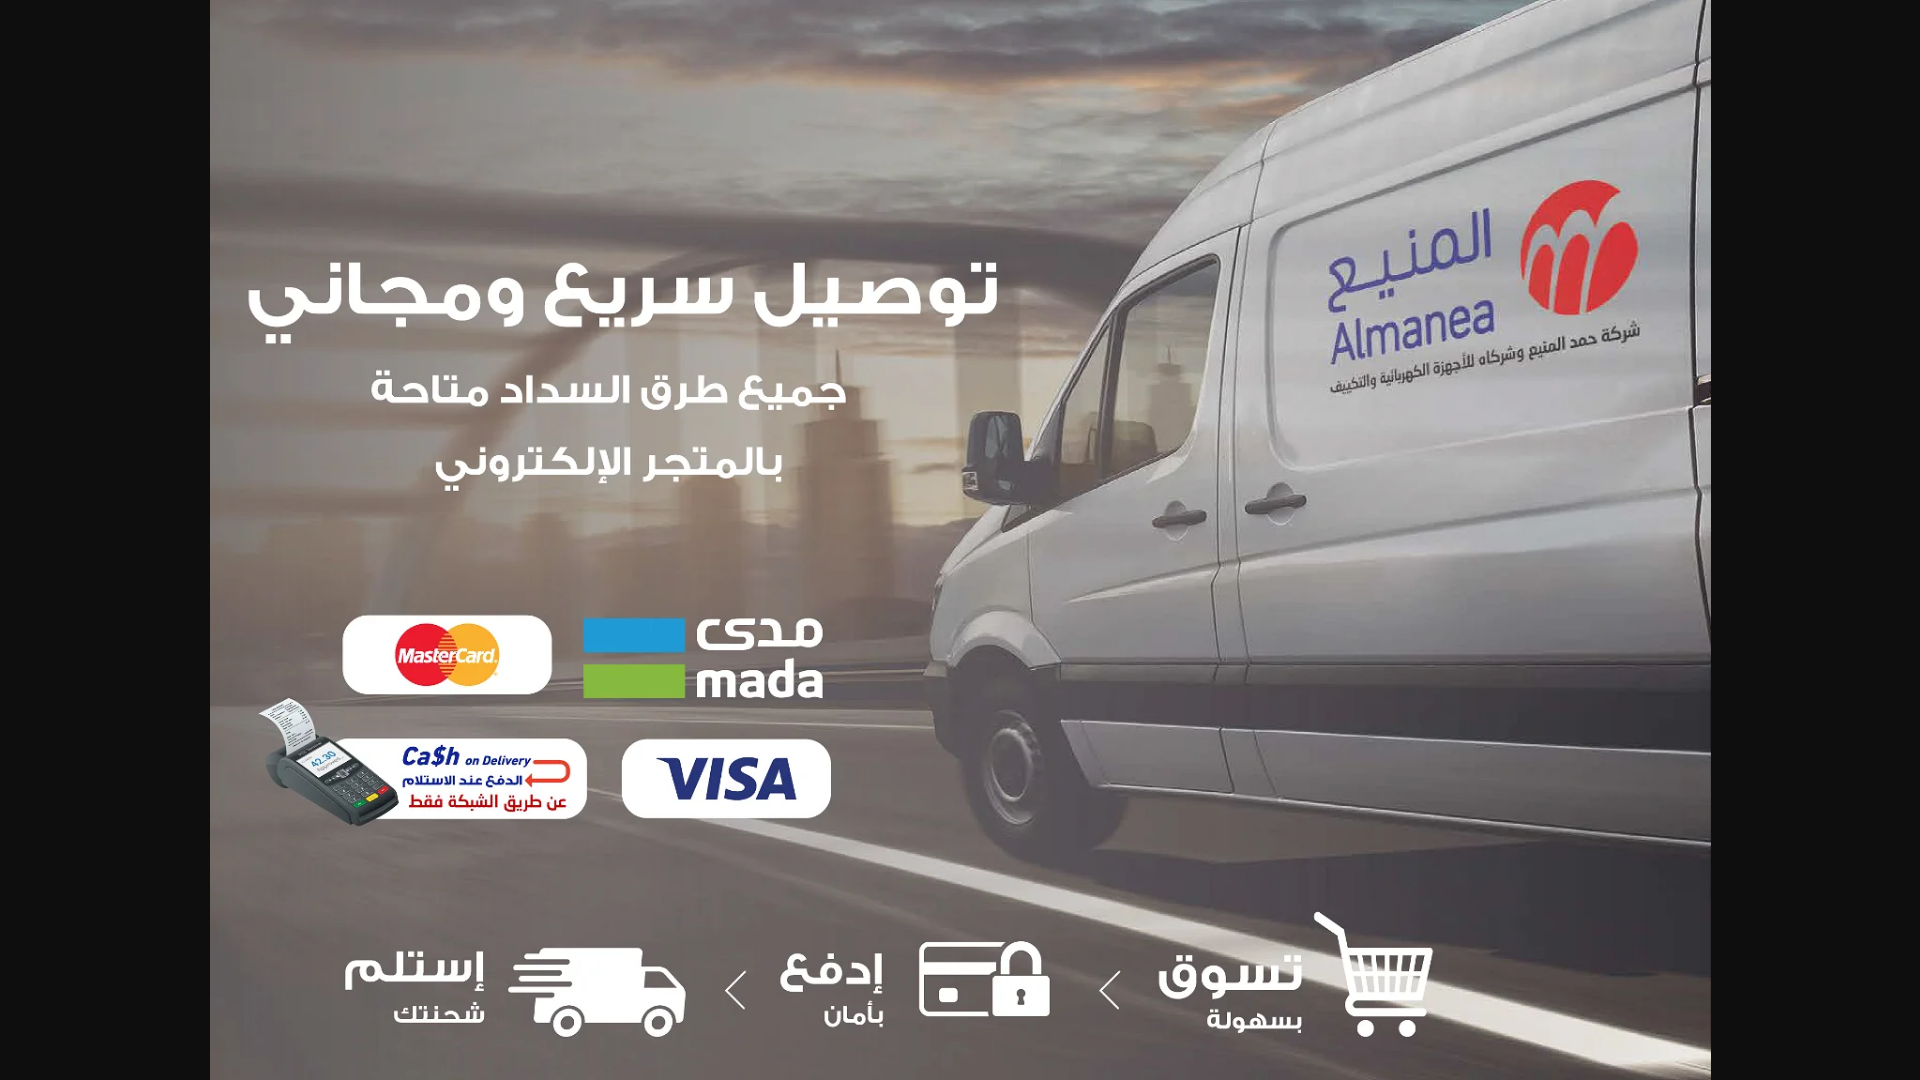 المنيع
Almanea
شركة حمد المنيع وشركاه للأجهزة الكهربائية والتكييف
توصيل سريع ومجاني
جميع طرق السداد متاحة
بالمتجر الإلكتروني
مدى
mada
MasterCard
VISA
Ca$h on Delivery
الدفع عند الاستلام
عن طريق الشبكة فقط
42.30
تسوق
بسهولة
إدفع
بأمان
إستلم
شحنتك